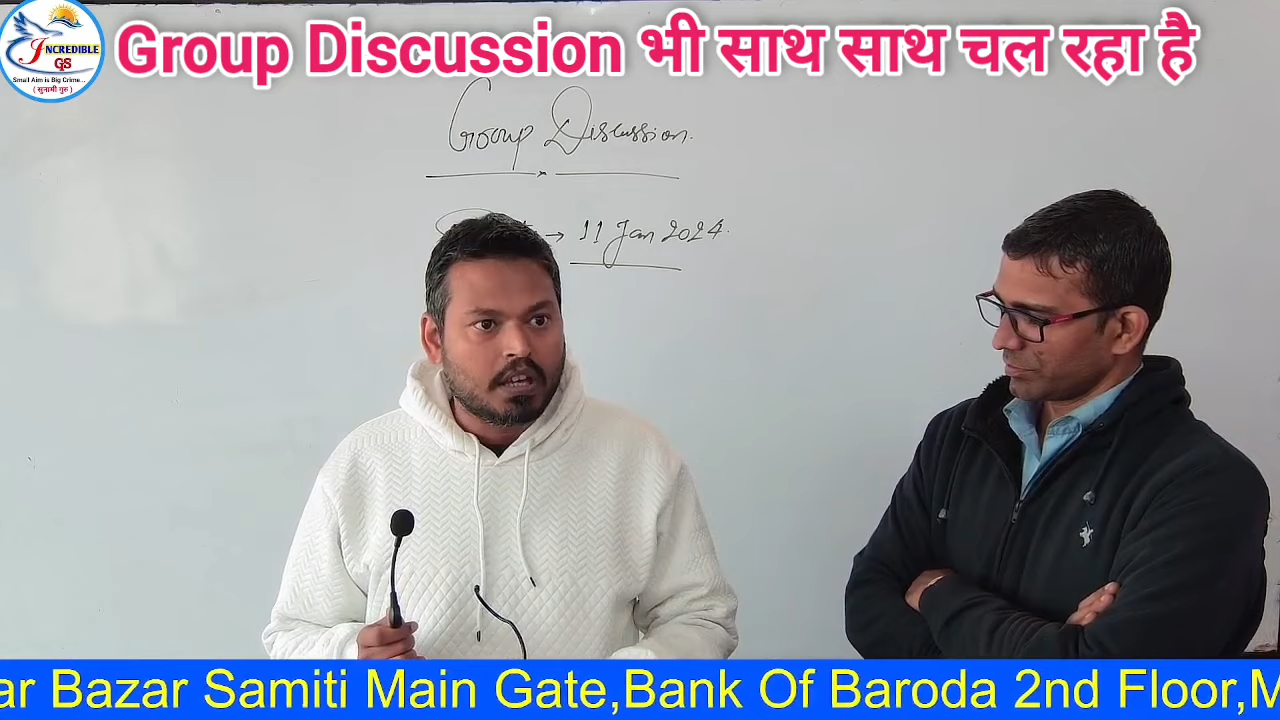 INCREDIBLE
GS
Small Aim is Big Crime...
( सुनामी गुरु )
Group Discussion भी साथ साथ चल रहा है
Group Discussion.
→ 11 Jan 2024.
ar Bazar Samiti Main Gate,Bank Of Baroda 2nd Floor,M